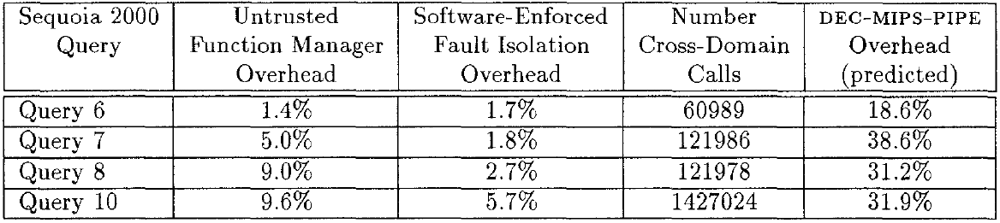 Sequoia 2000 Untrusted Software-Enforced Number DEC-MIPS-PIPE
Query Function Manager Fault Isolation Cross-Domain Overhead
Overhead Overhead Calls (predicted)
Query 6 1.4% 1.7% 60989 18.6%
Query 7 5.0% 1.8% 121986 38.6%
Query 8 9.0% 2.7% 121978 31.2%
Query 10 9.6% 5.7% 1427024 31.9%